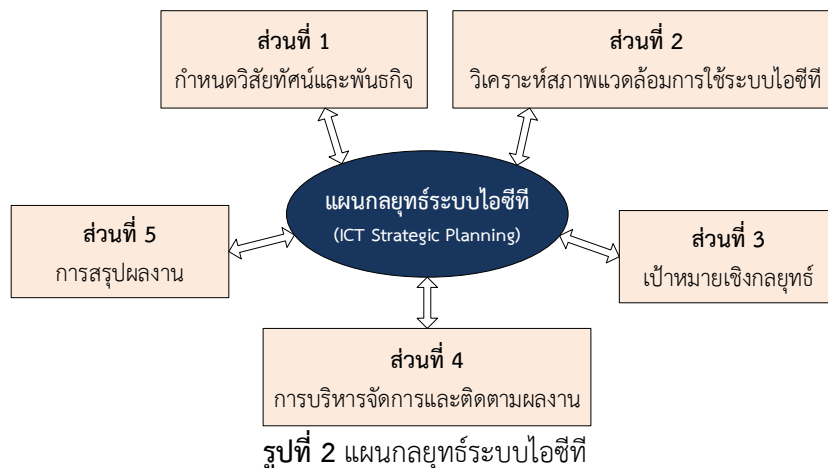 ส่วนที่ 1
กำหนดวิสัยทัศน์และพันธกิจ
ส่วนที่ 2
วิเคราะห์สภาพแวดล้อมการใช้ระบบไอซีที
แผนกลยุทธ์ระบบไอซีที
(ICT Strategic Planning)
ส่วนที่ 5
การสรุปผลงาน
ส่วนที่ 3
เป้าหมายเชิงกลยุทธ์
ส่วนที่ 4
การบริหารจัดการและติดตามผลงาน
รูปที่ 2 แผนกลยุทธ์ระบบไอซีที